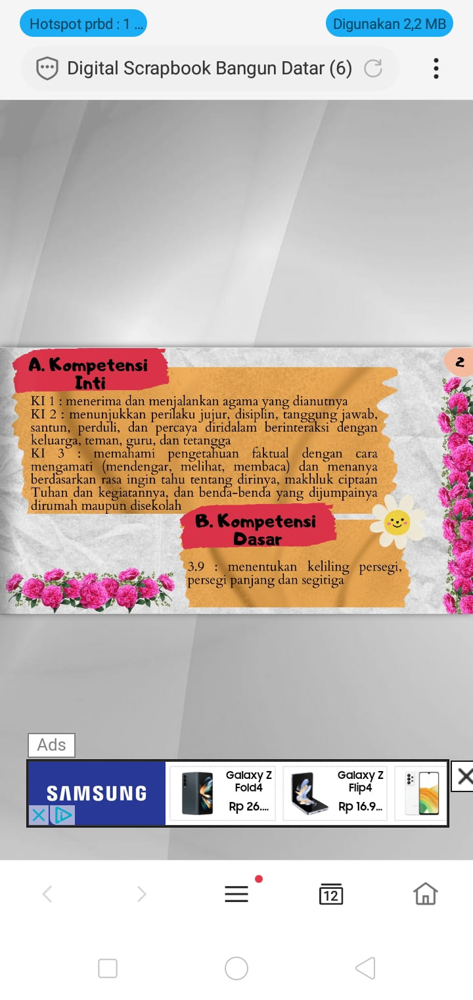 Hotspot prbd : 1 ...
Digunakan 2,2 MB
Digital Scrapbook Bangun Datar (6)
2
A. Kompetensi
Inti
KI 1 : menerima dan menjalankan agama yang dianutnya
KI 2 : menunjukkan perilaku jujur, disiplin, tanggung jawab,
santun, perduli, dan percaya diridalam berinteraksi dengan
keluarga, teman, guru, dan tetangga
KI 3 : memahami pengetahuan faktual dengan cara
mengamati (mendengar, melihat, membaca) dan menanya
berdasarkan rasa ingin tahu tentang dirinya, makhluk ciptaan
Tuhan dan kegiatannya, dan benda-benda yang dijumpainya
dirumah maupun disekolah
B. Kompetensi
Dasar
3.9 : menentukan keliling persegi,
persegi panjang dan segitiga
Ads
SAMSUNG
Galaxy Z
Fold4
Rp 26....
Galaxy Z
Flip4
Rp 16.9...
12